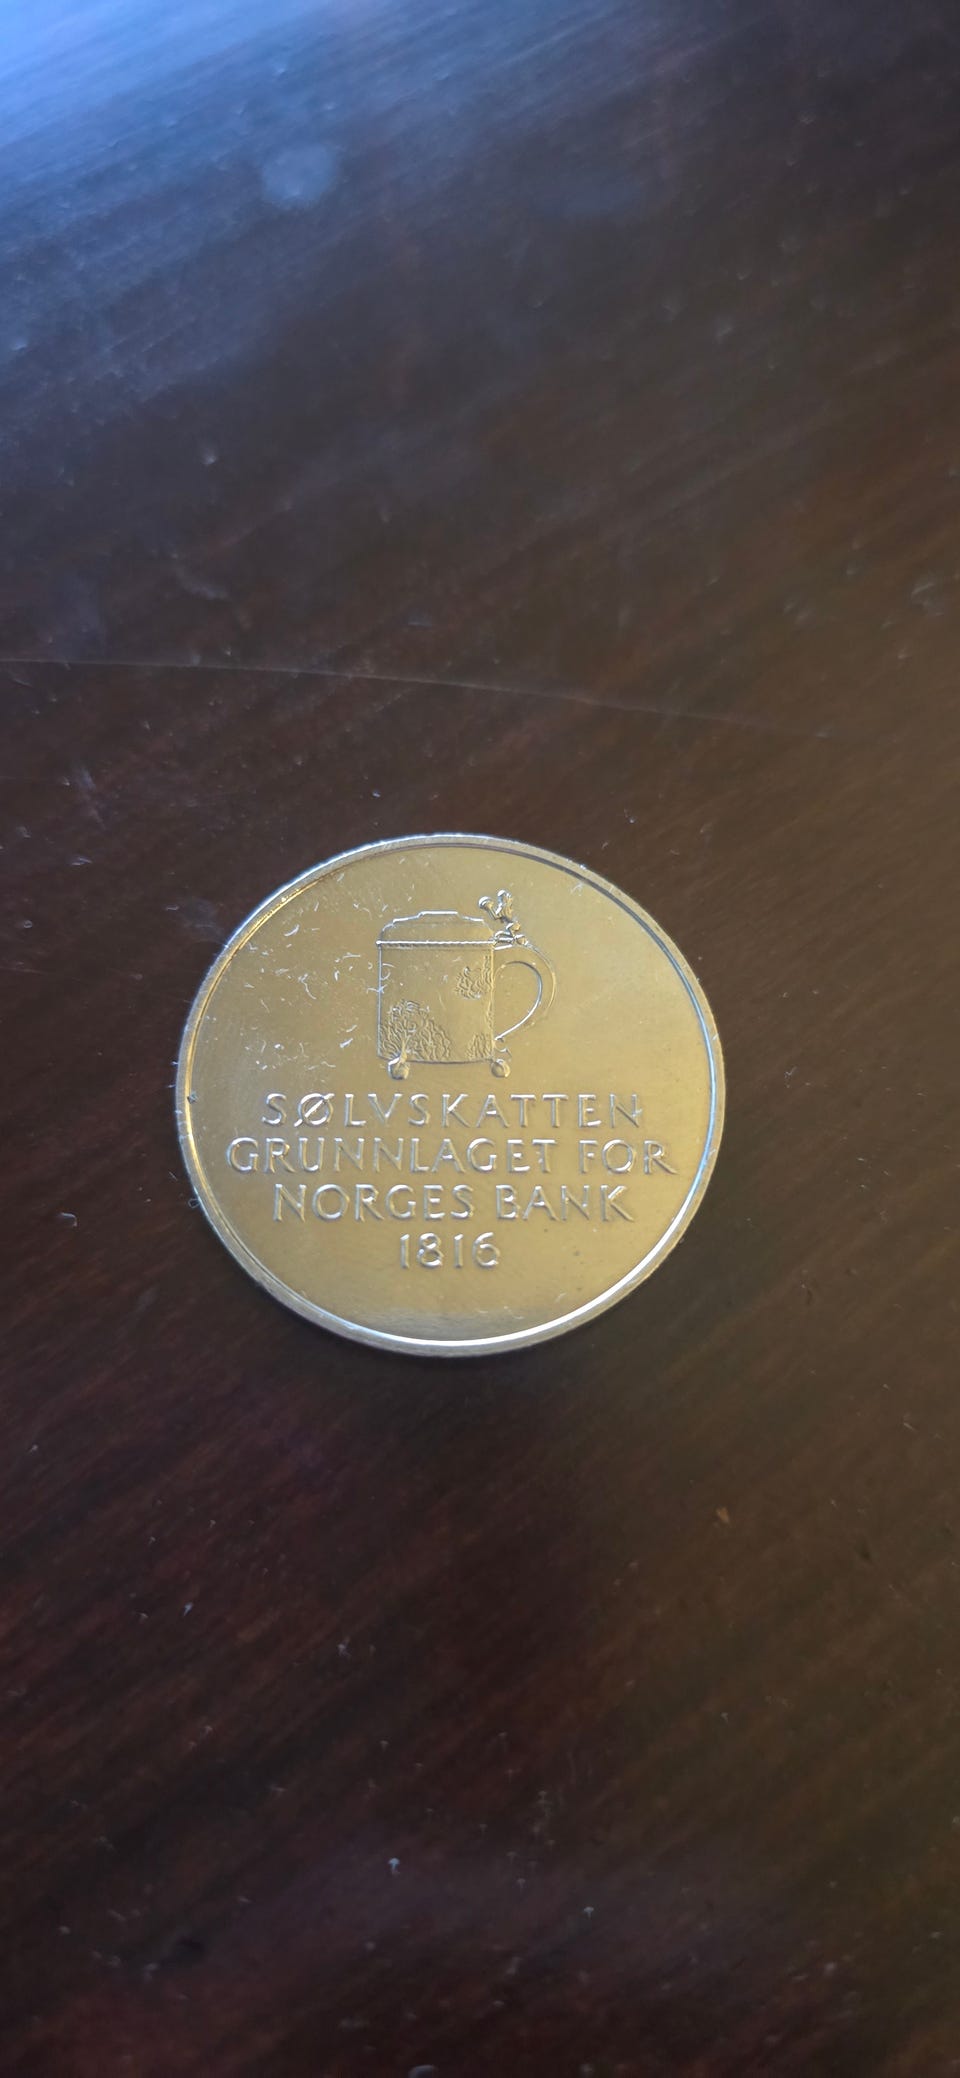 SØLVSKATTEN
GRUNNLAGET FOR
NORGES BANK
1816